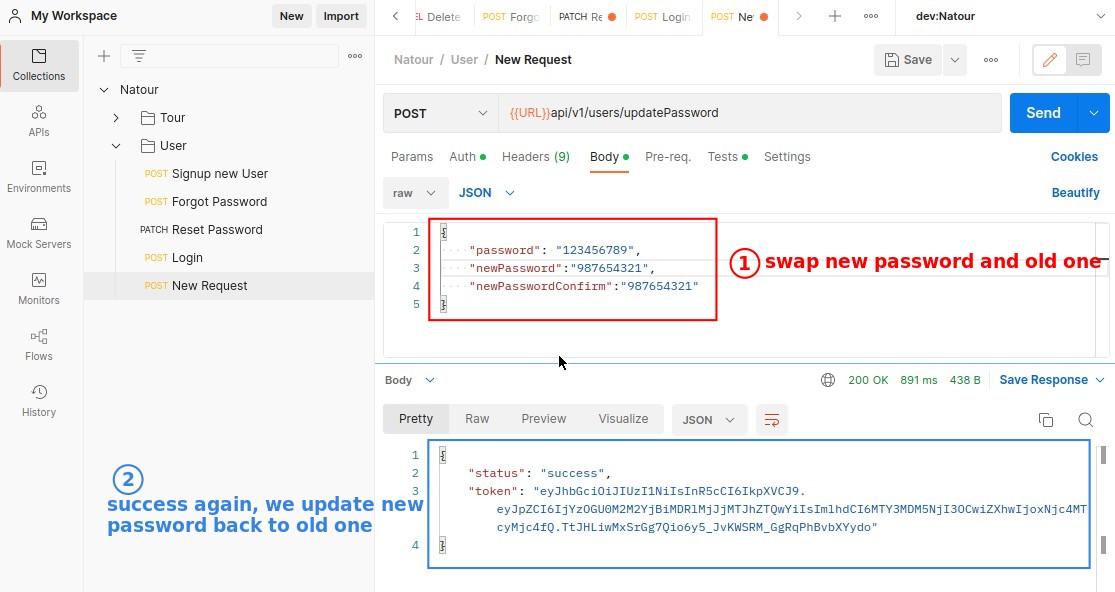 My Workspace
New
Import
Delete
POST Forgo
PATCH Re
POST Login
POST Ne
dev:Natour
Collections
APIs
Environments
Mock Servers
Monitors
Flows
History
Natour
Tour
User
POST Signup new User
POST Forgot Password
PATCH Reset Password
POST Login
POST New Request
Natour / User / New Request
Save
POST
{{URL}}api/v1/users/updatePassword
Send
Params
Auth
Headers (9)
Body
Pre-req.
Tests
Settings
Cookies
raw
JSON
Beautify
1 {
2 "password": "123456789",
3 "newPassword":"987654321",
4 "newPasswordConfirm":"987654321"
5 }
1 swap new password and old one
Body
200 OK
891 ms
438 B
Save Response
Pretty
Raw
Preview
Visualize
JSON
1 {
2 "status": "success",
3 "token": "eyJhbGciOiJIUzI1NiIsInR5cCI6IkpXVCJ9.
eyJpZCI6IjYzOGU0M2M2YjBiMDRlMjJjMTJhZTQwYiIsImlhdCI6MTY3MDM5NjI3OCwiZXhwIjoxNjc4MT
cyMjc4fQ.TtJHLiwMxSrGg7Qio6y5_JvKWSRM_GgRqPhBvbXYydo"
4 }
2
success again, we update new
password back to old one